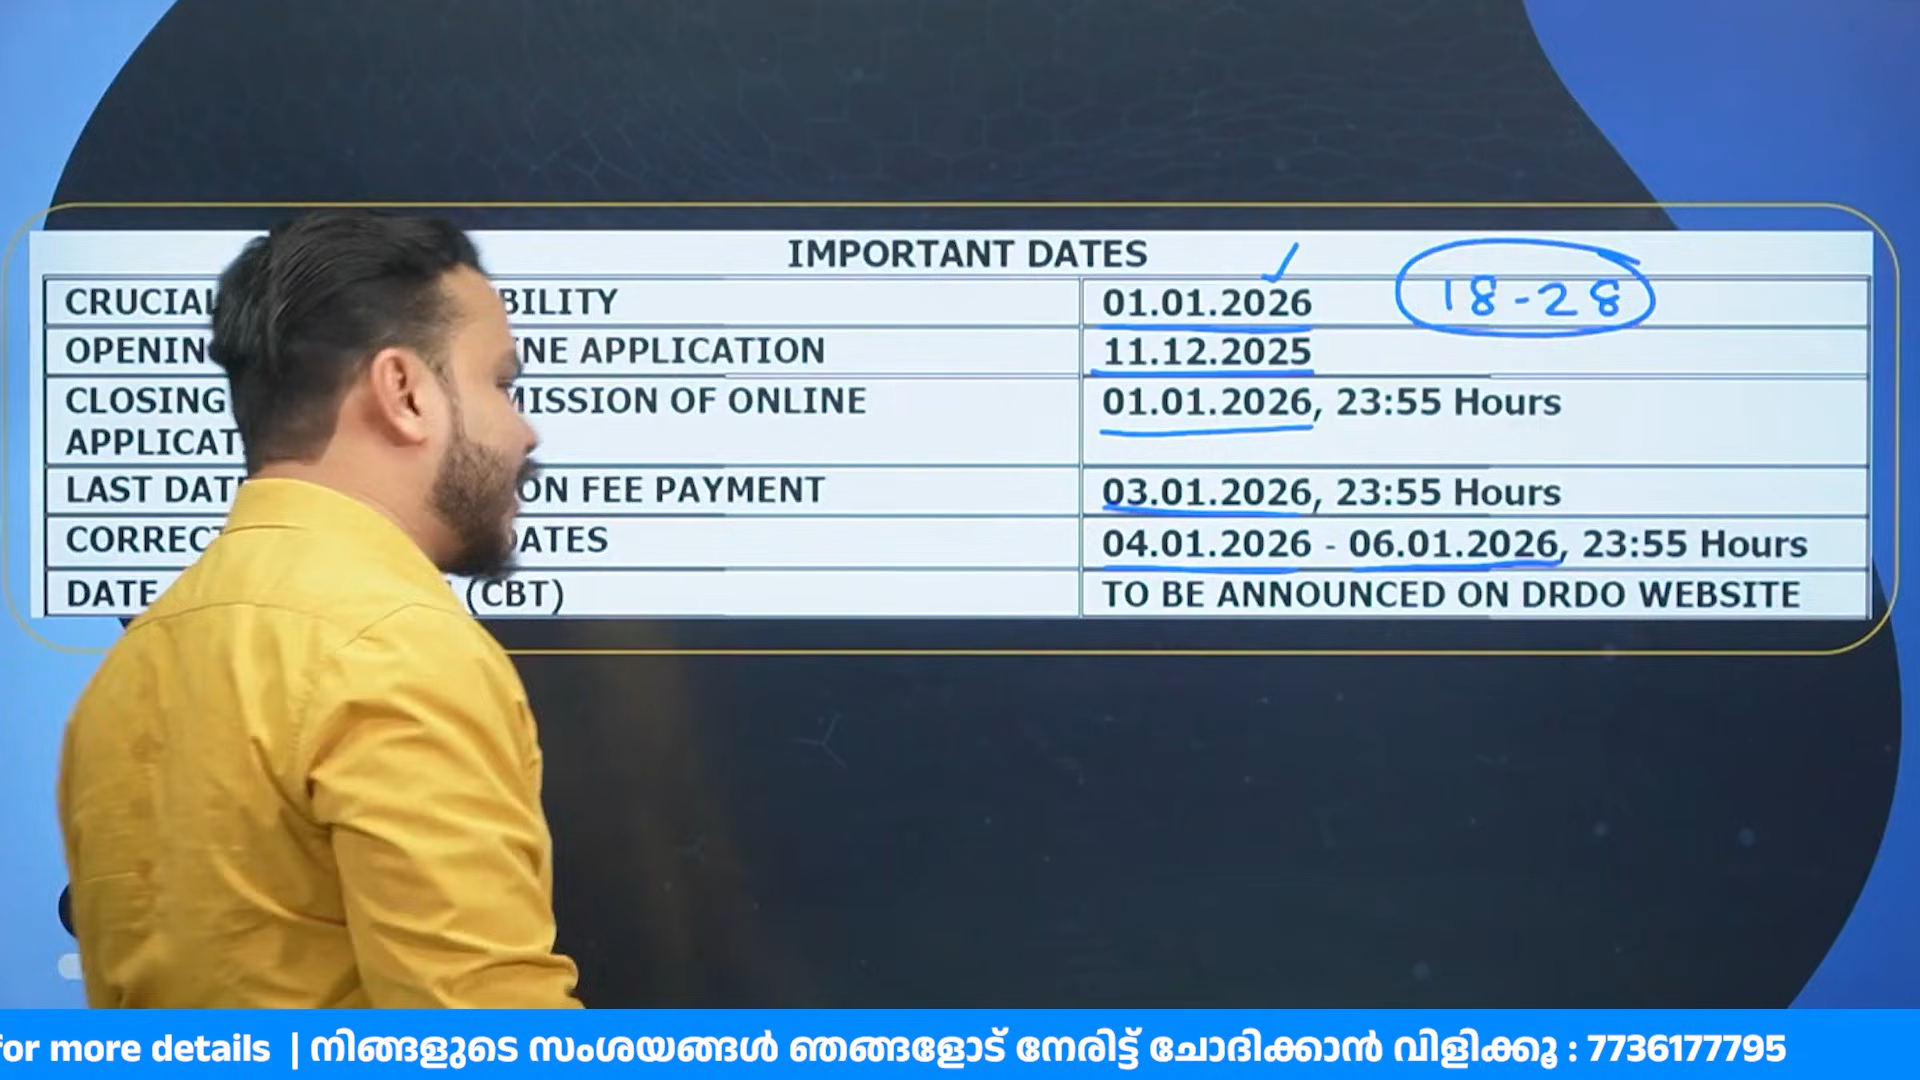 IMPORTANT DATES
CRUCIAL BILITY 01.01.2026 18-28
OPENIN NE APPLICATION 11.12.2025
CLOSING MISSION OF ONLINE 01.01.2026, 23:55 Hours
APPLICAT
LAST DAT ON FEE PAYMENT 03.01.2026, 23:55 Hours
CORREC DATES 04.01.2026 - 06.01.2026, 23:55 Hours
DATE (CBT) TO BE ANNOUNCED ON DRDO WEBSITE
for more details | നിങ്ങളുടെ സംശയങ്ങൾ ഞങ്ങളോട് നേരിട്ട് ചോദിക്കാൻ വിളിക്കൂ : 7736177795